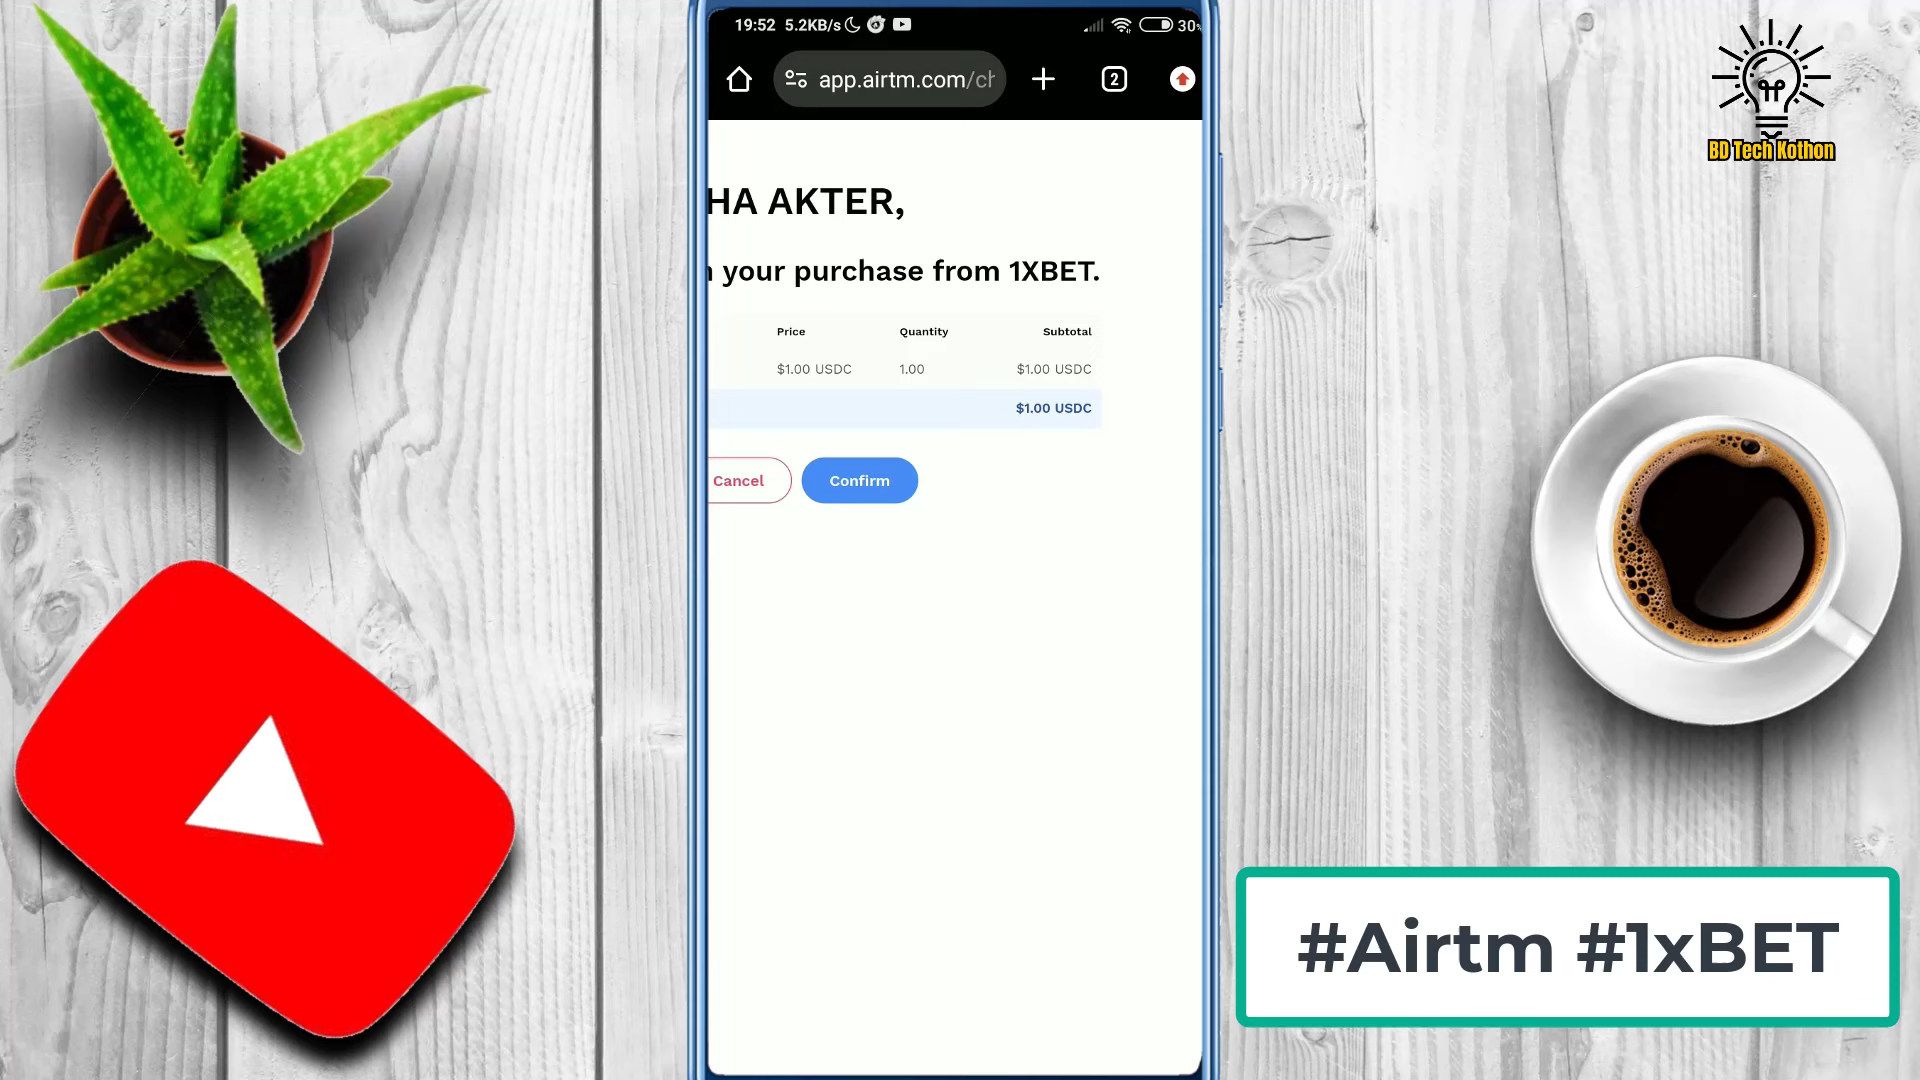 19:52 5.2KB/s 30
app.airtm.com/ch
2
HA AKTER,
your purchase from 1XBET.
Price Quantity Subtotal
$1.00 USDC 1.00 $1.00 USDC
$1.00 USDC
Cancel Confirm
BD Tech Kothon
#Airtm #1xBET